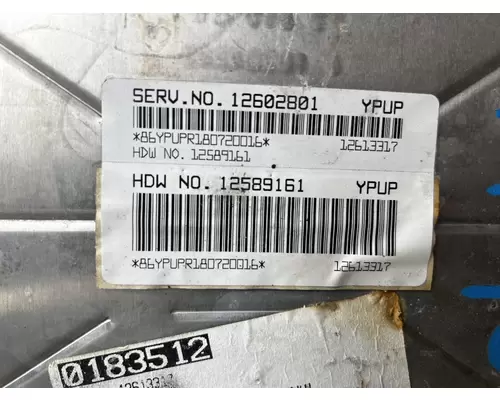 SERV.NO. 12602801 YPUP
*86YPUPR180720016* 12613317
HDW NO. 12589161
HDW NO. 12589161 YPUP
*86YPUPR180720016* 12613317
0183512